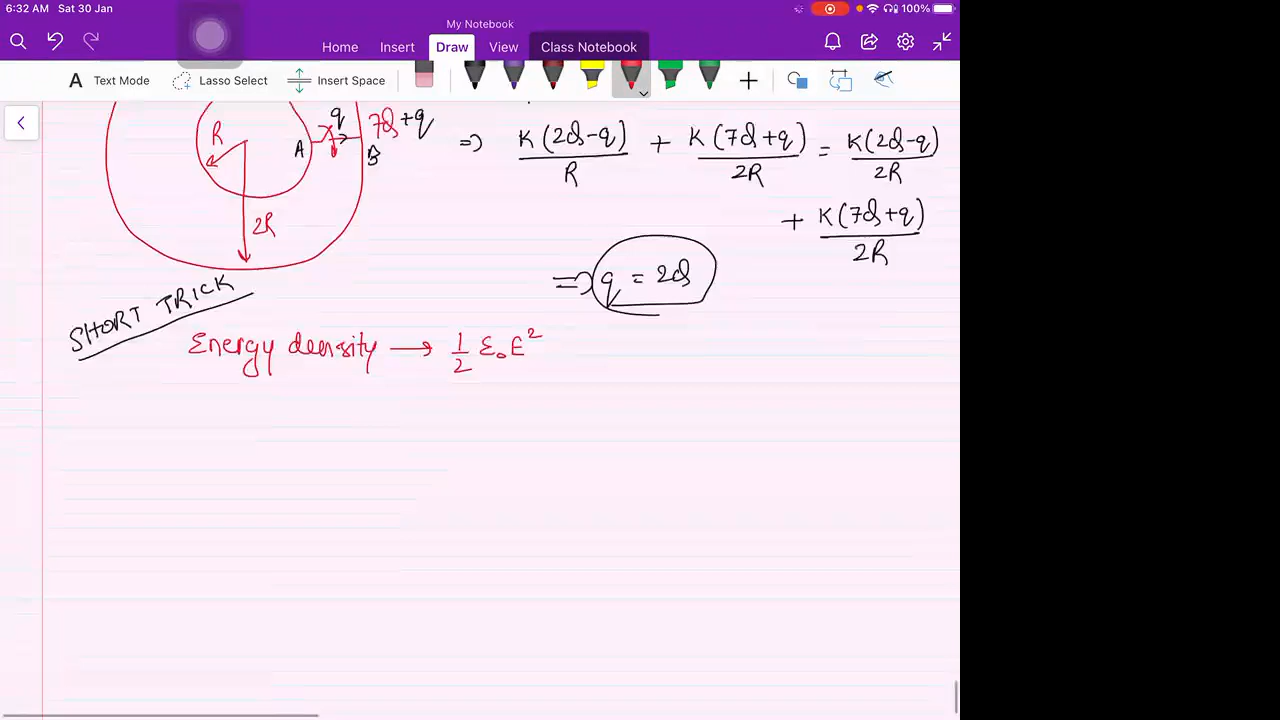 6:32 AM Sat 30 Jan
100%
My Notebook
Home Insert Draw View Class Notebook
A Text Mode Lasso Select Insert Space
q
7Q+q
R
A
B
2R
⇒ K(2Q-q)/R + K(7Q+q)/2R = K(2Q-q)/2R
+ K(7Q+q)/2R
⇒ q = 2Q
SHORT TRICK
Energy density → 1/2 ε₀E²